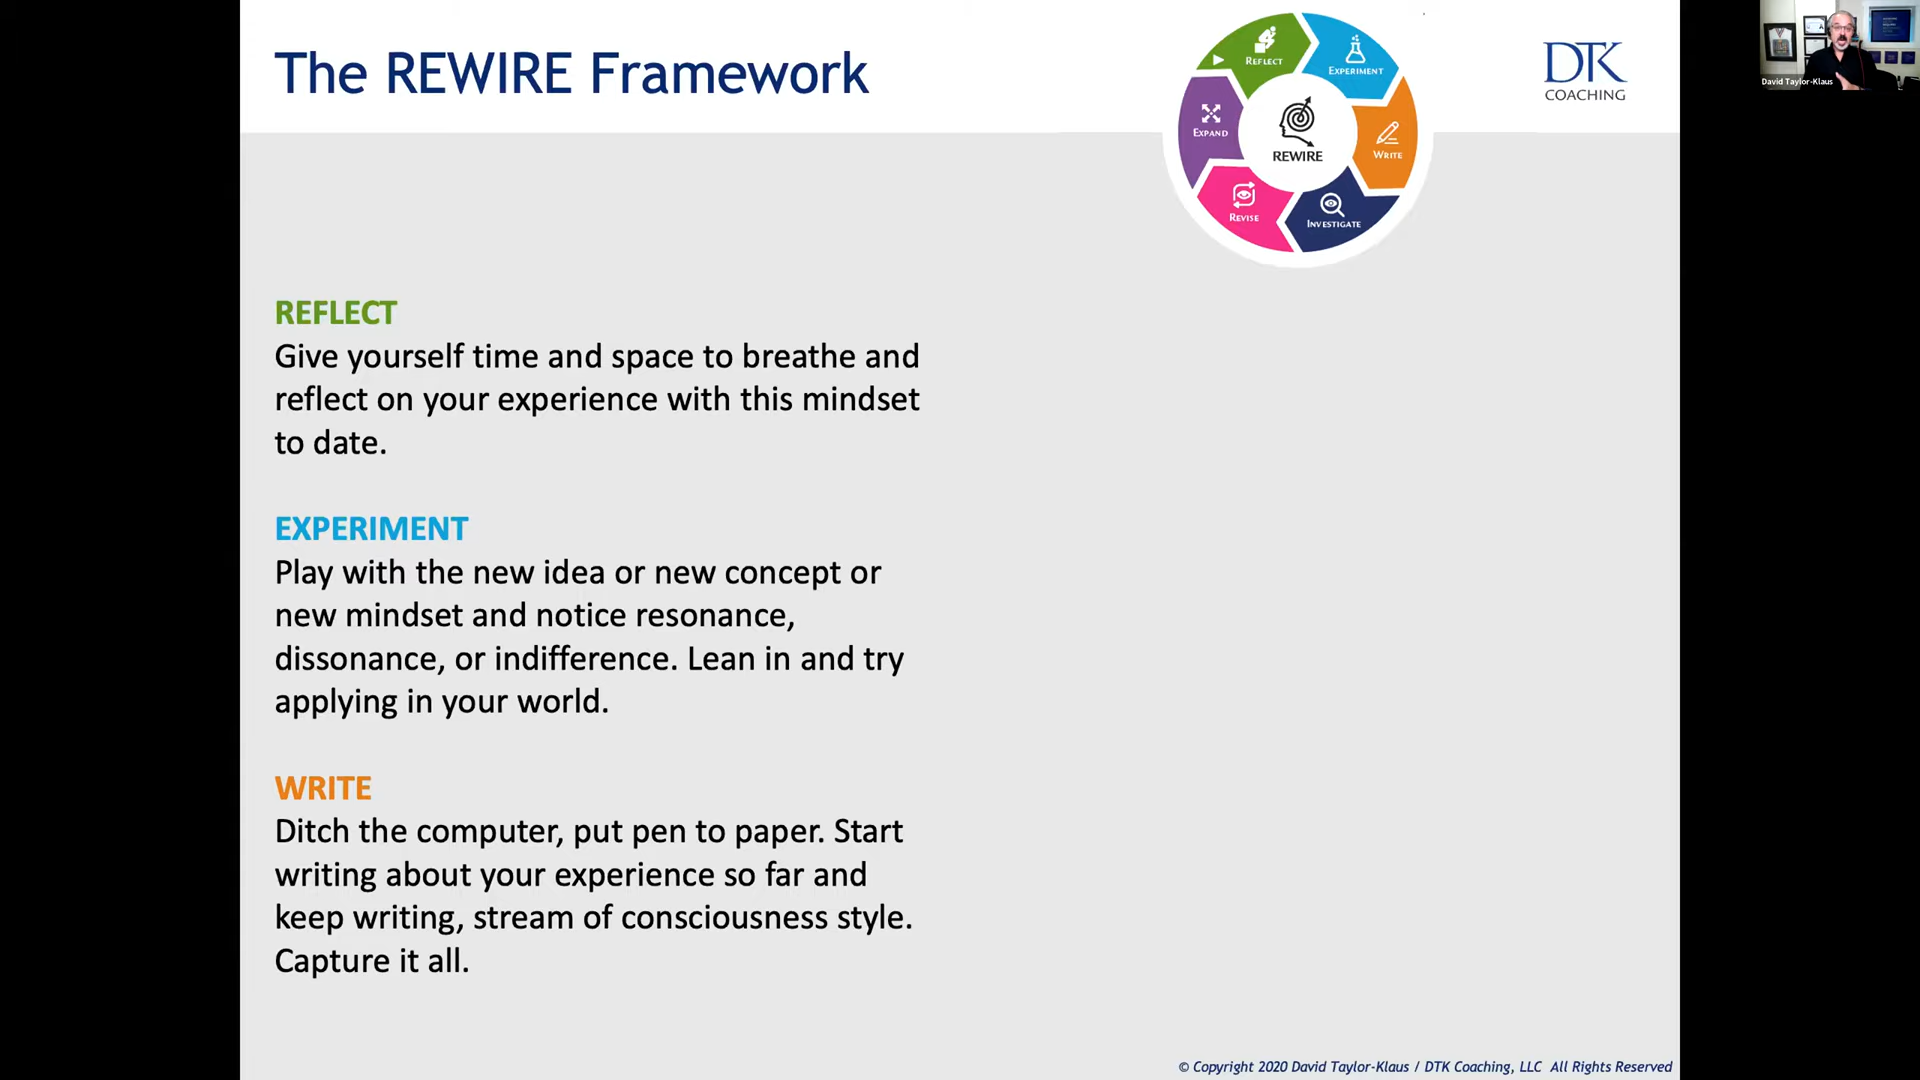 The REWIRE Framework
REFLECT
EXPERIMENT
EXPAND
REWIRE
WRITE
REVISE
INVESTIGATE
DTK
COACHING
David Taylor-Klaus
REFLECT
Give yourself time and space to breathe and
reflect on your experience with this mindset
to date.
EXPERIMENT
Play with the new idea or new concept or
new mindset and notice resonance,
dissonance, or indifference. Lean in and try
applying in your world.
WRITE
Ditch the computer, put pen to paper. Start
writing about your experience so far and
keep writing, stream of consciousness style.
Capture it all.
© Copyright 2020 David Taylor-Klaus / DTK Coaching, LLC All Rights Reserved